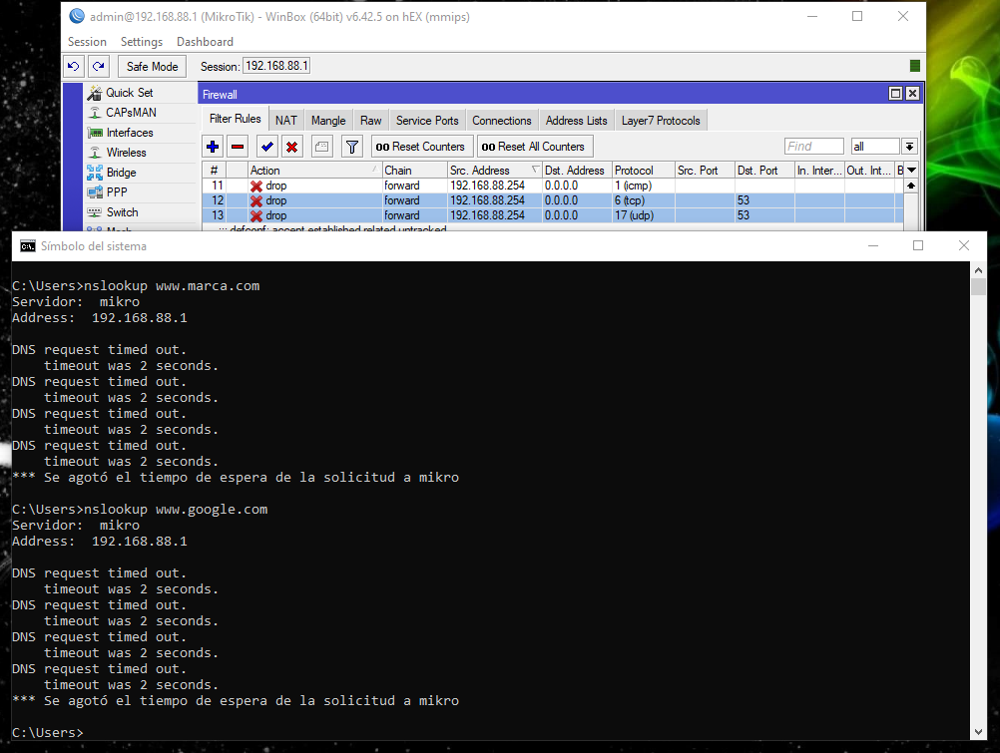 admin@192.168.88.1 (MikroTik) - WinBox (64bit) v6.42.5 on hEX (mmips)
Session Settings Dashboard
Safe Mode Session: 192.168.88.1
Quick Set
CAPsMAN
Interfaces
Wireless
Bridge
PPP
Switch
Firewall
Filter Rules NAT Mangle Raw Service Ports Connections Address Lists Layer7 Protocols
00 Reset Counters 00 Reset All Counters Find all
# Action Chain Src. Address Dst. Address Protocol Src. Port Dst. Port In. Inter... Out. Int... B
11 drop forward 192.168.88.254 0.0.0.0 1 (icmp)
12 drop forward 192.168.88.254 0.0.0.0 6 (tcp) 53
13 drop forward 192.168.88.254 0.0.0.0 17 (udp) 53
::: defconf: accept established,related,untracked
C:\. Símbolo del sistema
C:\Users>nslookup www.marca.com
Servidor:  mikro
Address:  192.168.88.1
DNS request timed out.
    timeout was 2 seconds.
DNS request timed out.
    timeout was 2 seconds.
DNS request timed out.
    timeout was 2 seconds.
DNS request timed out.
    timeout was 2 seconds.
*** Se agotó el tiempo de espera de la solicitud a mikro
C:\Users>nslookup www.google.com
Servidor:  mikro
Address:  192.168.88.1
DNS request timed out.
    timeout was 2 seconds.
DNS request timed out.
    timeout was 2 seconds.
DNS request timed out.
    timeout was 2 seconds.
DNS request timed out.
    timeout was 2 seconds.
*** Se agotó el tiempo de espera de la solicitud a mikro
C:\Users>